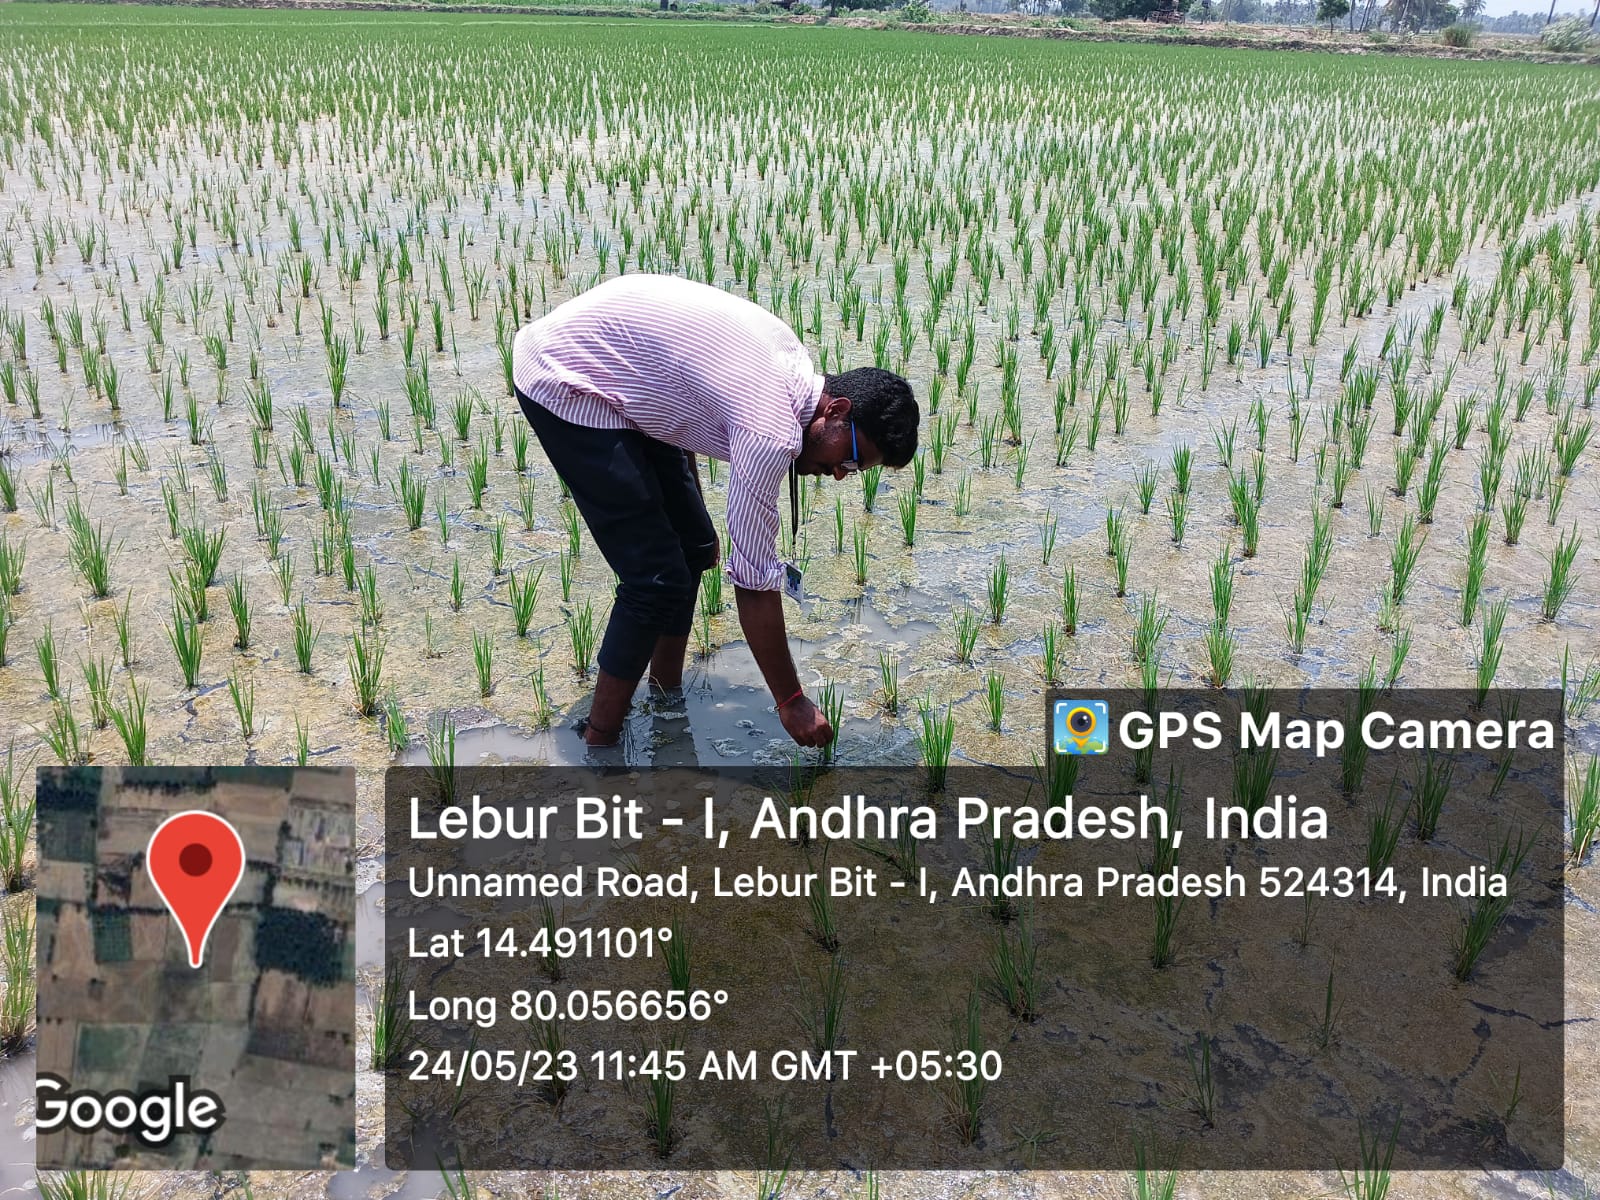 GPS Map Camera
Lebur Bit - I, Andhra Pradesh, India
Unnamed Road, Lebur Bit - I, Andhra Pradesh 524314, India
Lat 14.491101°
Long 80.056656°
24/05/23 11:45 AM GMT +05:30
Google